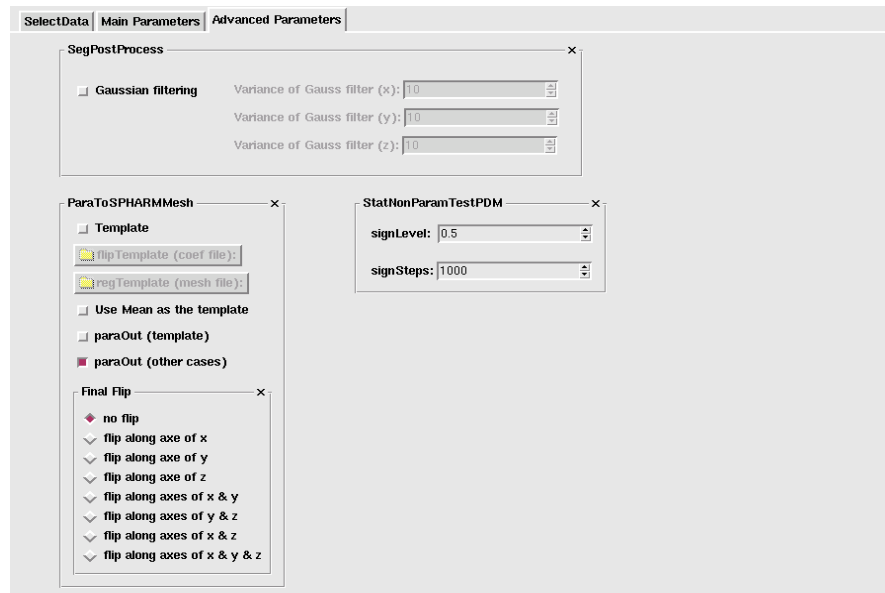 SelectData Main Parameters Advanced Parameters
SegPostProcess
Gaussian filtering Variance of Gauss filter (x): 10
Variance of Gauss filter (y): 10
Variance of Gauss filter (z): 10
ParaToSPHARMMesh
Template
flipTemplate (coef file):
regTemplate (mesh file):
Use Mean as the template
paraOut (template)
paraOut (other cases)
Final Flip
no flip
flip along axe of x
flip along axe of y
flip along axe of z
flip along axes of x & y
flip along axes of y & z
flip along axes of x & z
flip along axes of x & y & z
StatNonParamTestPDM
signLevel: 0.5
signSteps: 1000